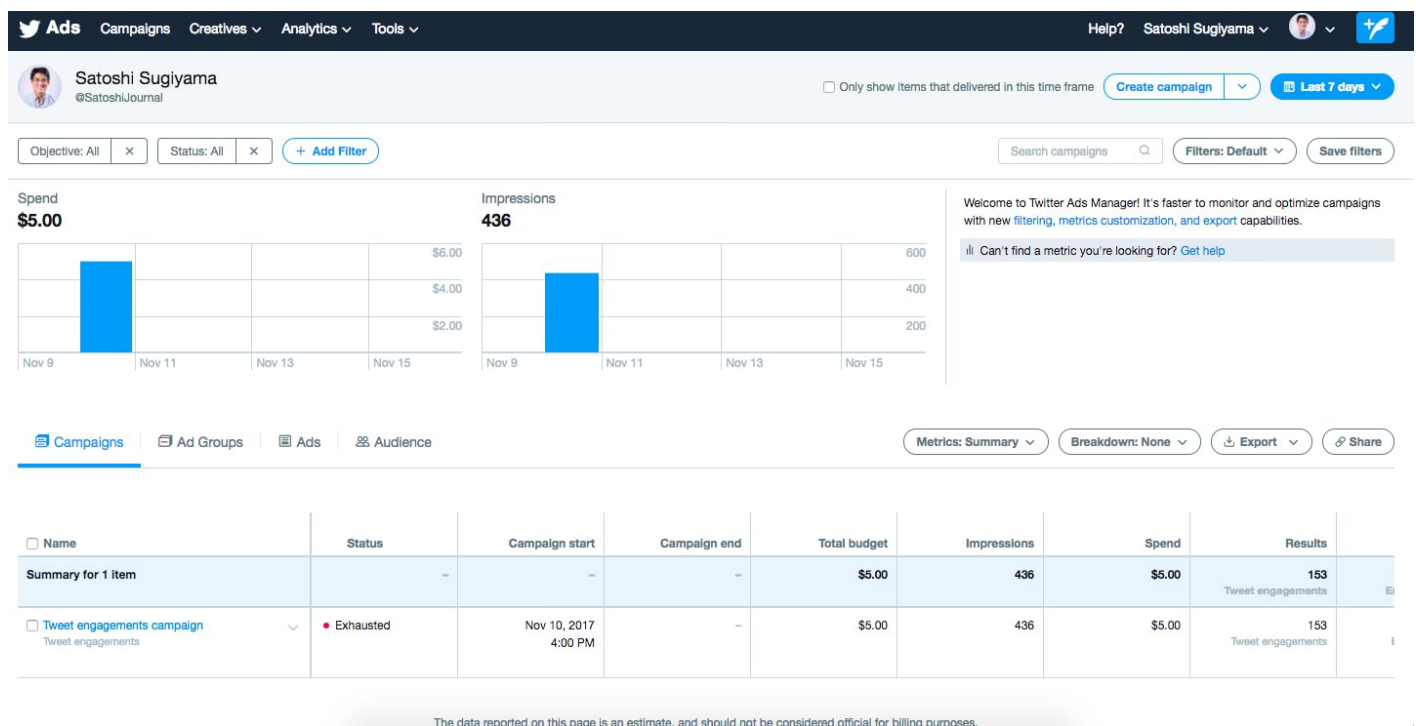 Ads Campaigns Creatives Analytics Tools Help? Satoshi Sugiyama
Satoshi Sugiyama
@SatoshiJournal
Only show items that delivered in this time frame Create campaign Last 7 days
Objective: All × Status: All × + Add Filter Search campaigns Filters: Default Save filters
Spend
$5.00
$6.00
$4.00
$2.00
Nov 9 Nov 11 Nov 13 Nov 15
Impressions
436
600
400
200
Nov 9 Nov 11 Nov 13 Nov 15
Welcome to Twitter Ads Manager! It's faster to monitor and optimize campaigns
with new filtering, metrics customization, and export capabilities.
Can't find a metric you're looking for? Get help
Campaigns Ad Groups Ads Audience Metrics: Summary Breakdown: None Export Share
Name Status Campaign start Campaign end Total budget Impressions Spend Results
Summary for 1 item – – – $5.00 436 $5.00 153
Tweet engagements
Tweet engagements campaign Exhausted Nov 10, 2017 – $5.00 436 $5.00 153
Tweet engagements 4:00 PM Tweet engagements
The data reported on this page is an estimate, and should not be considered official for billing purposes.